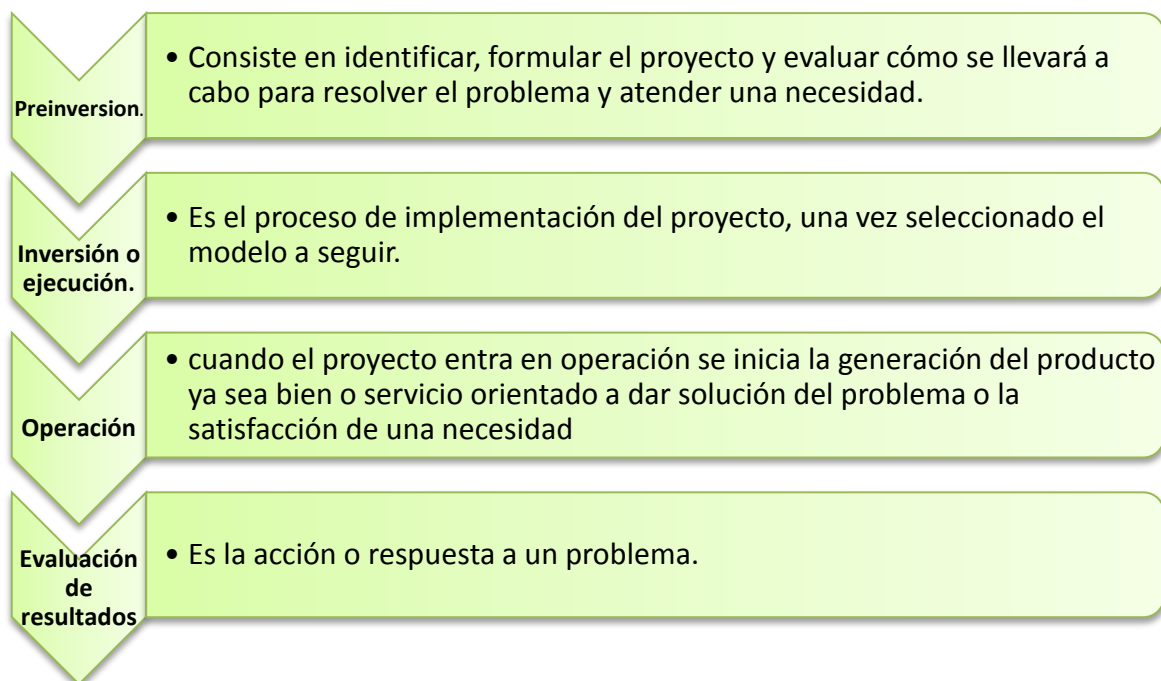 Preinversion.
• Consiste en identificar, formular el proyecto y evaluar cómo se llevará a
cabo para resolver el problema y atender una necesidad.
Inversión o
ejecución.
• Es el proceso de implementación del proyecto, una vez seleccionado el
modelo a seguir.
Operación
• cuando el proyecto entra en operación se inicia la generación del producto
ya sea bien o servicio orientado a dar solución del problema o la
satisfacción de una necesidad
Evaluación
de
resultados
• Es la acción o respuesta a un problema.